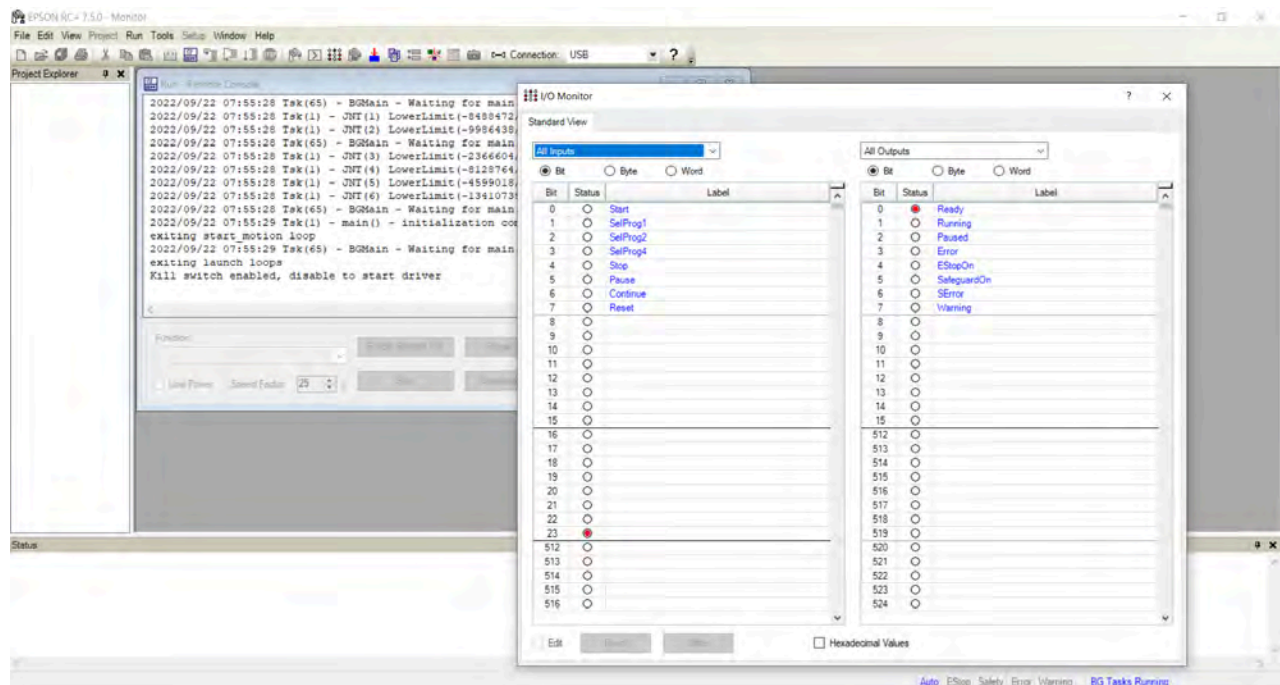 EPSON RC+ 7.5.0 - Monitor
File Edit View Project Run Tools Setup Window Help
Connection: USB
?
Project Explorer
Run - Remote Console
2022/09/22 07:55:28 Tsk(65) - BGMain - Waiting for main
2022/09/22 07:55:28 Tsk(1) - JNT(1) LowerLimit(-8488472,
2022/09/22 07:55:28 Tsk(1) - JNT(2) LowerLimit(-9986438,
2022/09/22 07:55:28 Tsk(65) - BGMain - Waiting for main
2022/09/22 07:55:28 Tsk(1) - JNT(3) LowerLimit(-2366604,
2022/09/22 07:55:28 Tsk(1) - JNT(4) LowerLimit(-8128764,
2022/09/22 07:55:28 Tsk(1) - JNT(5) LowerLimit(-4599018,
2022/09/22 07:55:28 Tsk(1) - JNT(6) LowerLimit(-1341073
2022/09/22 07:55:28 Tsk(65) - BGMain - Waiting for main
2022/09/22 07:55:29 Tsk(1) - main() - initialization co
exiting start_motion loop
2022/09/22 07:55:29 Tsk(65) - BGMain - Waiting for main
exiting launch loops
Kill switch enabled, disable to start driver
Function:
Low Power Speed Factor: 25
I/O Monitor
? ×
Standard View
All Inputs
Bit Byte Word
Bit Status Label
0 Start
1 SelProg1
2 SelProg2
3 SelProg4
4 Stop
5 Pause
6 Continue
7 Reset
8
9
10
11
12
13
14
15
16
17
18
19
20
21
22
23
512
513
514
515
516
All Outputs
Bit Byte Word
Bit Status Label
0 Ready
1 Running
2 Paused
3 Error
4 EStopOn
5 SafeguardOn
6 SError
7 Warning
8
9
10
11
12
13
14
15
512
513
514
515
516
517
518
519
520
521
522
523
524
Edit
Hexadecimal Values
Status
Auto EStop Safety Error Warning BG Tasks Running